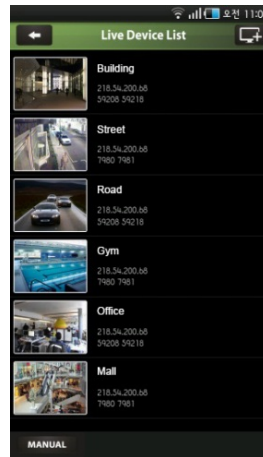 오전 11:0
Live Device List
Building
218.54.200.68
59208 59218
Street
218.54.200.68
7980 7981
Road
218.54.200.68
59208 59218
Gym
218.54.200.68
7980 7981
Office
218.54.200.68
59208 59218
Mall
218.54.200.68
7980 7981
MANUAL